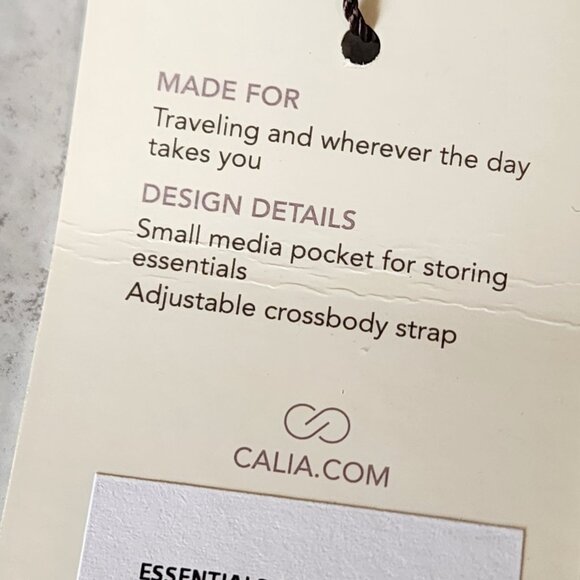 MADE FOR
Traveling and wherever the day
takes you
DESIGN DETAILS
Small media pocket for storing
essentials
Adjustable crossbody strap
CALIA.COM
ESSENTIALS